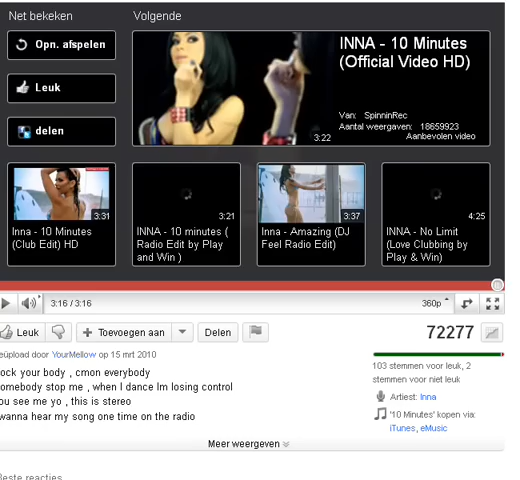 Net bekeken
Volgende
Opn. afspelen
Leuk
delen
INNA - 10 Minutes
(Official Video HD)
Van: SpinninRec
Aantal weergaven: 18659923
Aanbevolen video
3:22
3:31
Inna - 10 Minutes
(Club Edit) HD
3:21
INNA - 10 minutes (
Radio Edit by Play
and Win )
3:37
Inna - Amazing (DJ
Feel Radio Edit)
4:25
INNA - No Limit
(Love Clubbing by
Play & Win)
3:16 / 3:16
360p
Leuk
Toevoegen aan
Delen
72277
eüpload door YourMellow op 15 mrt 2010
103 stemmen voor leuk, 2
stemmen voor niet leuk
ock your body , cmon everybody
omebody stop me , when I dance Im losing control
ou see me yo , this is stereo
wanna hear my song one time on the radio
Artiest: Inna
'10 Minutes' kopen via:
iTunes, eMusic
Meer weergeven
Beste reacties